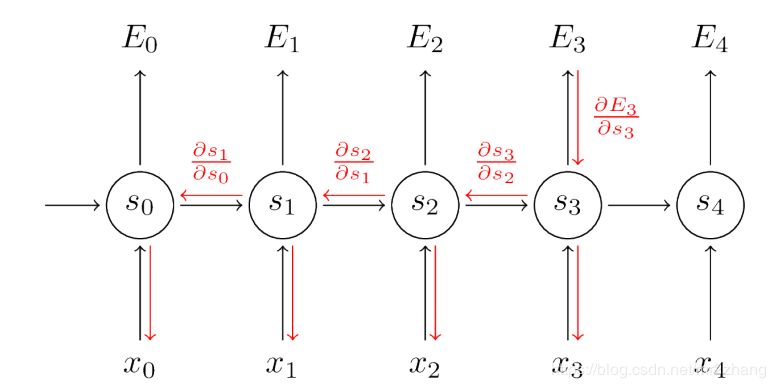 E₀ E₁ E₂ E₃ E₄
∂E₃/∂s₃
∂s₁/∂s₀ ∂s₂/∂s₁ ∂s₃/∂s₂
s₀ s₁ s₂ s₃ s₄
x₀ x₁ x₂ x₃ x₄